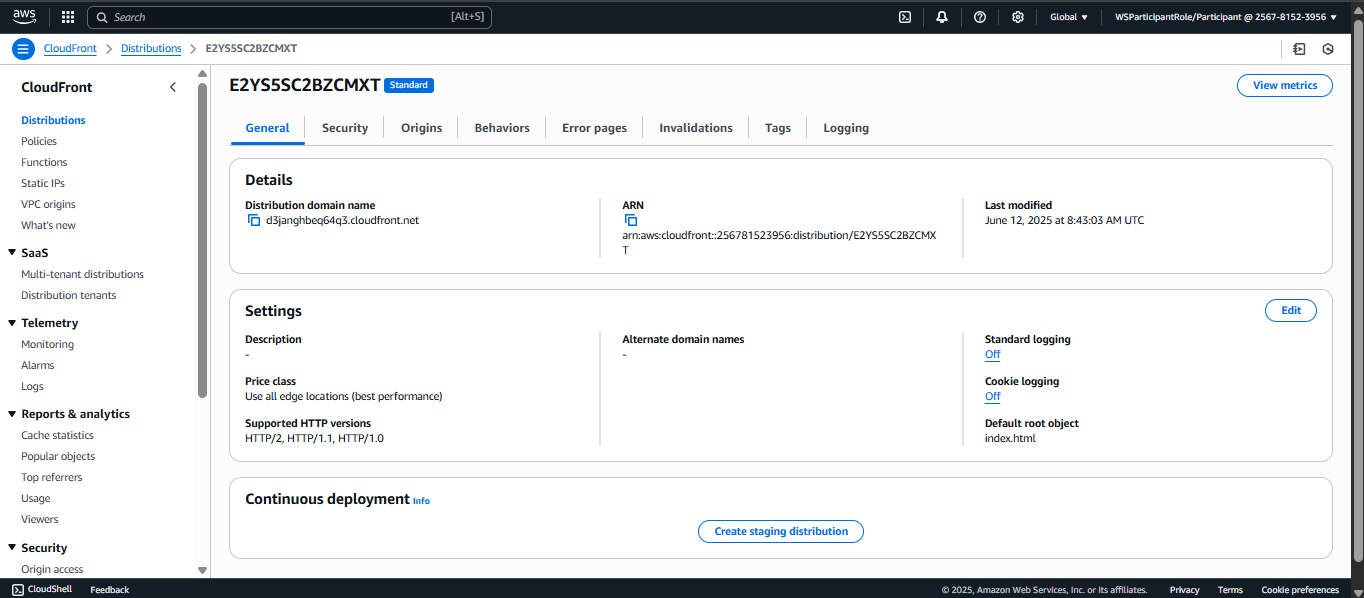 aws
Search [Alt+S]
Global
WSParticipantRole/Participant @ 2567-8152-3956
CloudFront
Distributions
E2YS5SC2BZCMXT
CloudFront
Distributions
Policies
Functions
Static IPs
VPC origins
What's new
SaaS
Multi-tenant distributions
Distribution tenants
Telemetry
Monitoring
Alarms
Logs
Reports & analytics
Cache statistics
Popular objects
Top referrers
Usage
Viewers
Security
Origin access
E2YS5SC2BZCMXT Standard
View metrics
General Security Origins Behaviors Error pages Invalidations Tags Logging
Details
Distribution domain name
d3janghbeq64q3.cloudfront.net
ARN
arn:aws:cloudfront::256781523956:distribution/E2YS5SC2BZCMX
T
Last modified
June 12, 2025 at 8:43:03 AM UTC
Settings
Edit
Description
-
Price class
Use all edge locations (best performance)
Supported HTTP versions
HTTP/2, HTTP/1.1, HTTP/1.0
Alternate domain names
-
Standard logging
Off
Cookie logging
Off
Default root object
index.html
Continuous deployment Info
Create staging distribution
CloudShell Feedback
© 2025, Amazon Web Services, Inc. or its affiliates. Privacy Terms Cookie preferences